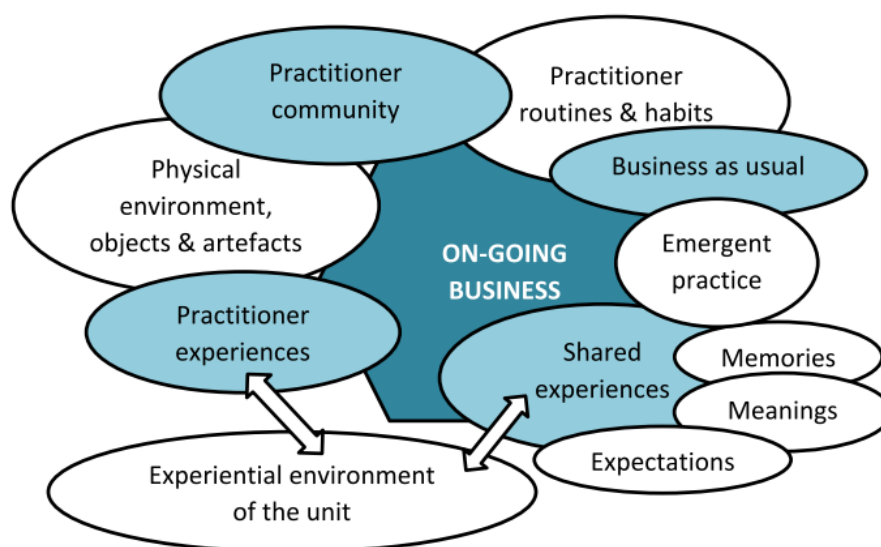 Practitioner
community
Practitioner
routines & habits
Physical
environment,
objects & artefacts
Business as usual
ON-GOING
BUSINESS
Emergent
practice
Practitioner
experiences
Shared
experiences
Memories
Meanings
Expectations
Experiential environment
of the unit